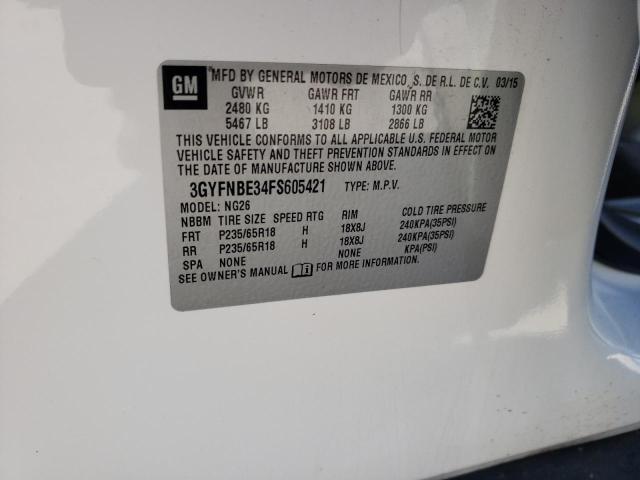 GM MFD BY GENERAL MOTORS DE MEXICO, S. DE R.L. DE C.V. 03/15
GVWR GAWR FRT GAWR RR
2480 KG 1410 KG 1300 KG
5467 LB 3108 LB 2866 LB
THIS VEHICLE CONFORMS TO ALL APPLICABLE U.S. FEDERAL MOTOR
VEHICLE SAFETY AND THEFT PREVENTION STANDARDS IN EFFECT ON
THE DATE OF MANUFACTURE SHOWN ABOVE.
3GYFNBE34FS605421 TYPE: M.P.V.
MODEL: NG26
NBBM TIRE SIZE SPEED RTG RIM COLD TIRE PRESSURE
FRT P235/65R18 H 18X8J 240KPA(35PSI)
RR P235/65R18 H 18X8J 240KPA(35PSI)
SPA NONE NONE KPA(PSI)
SEE OWNER'S MANUAL FOR MORE INFORMATION.